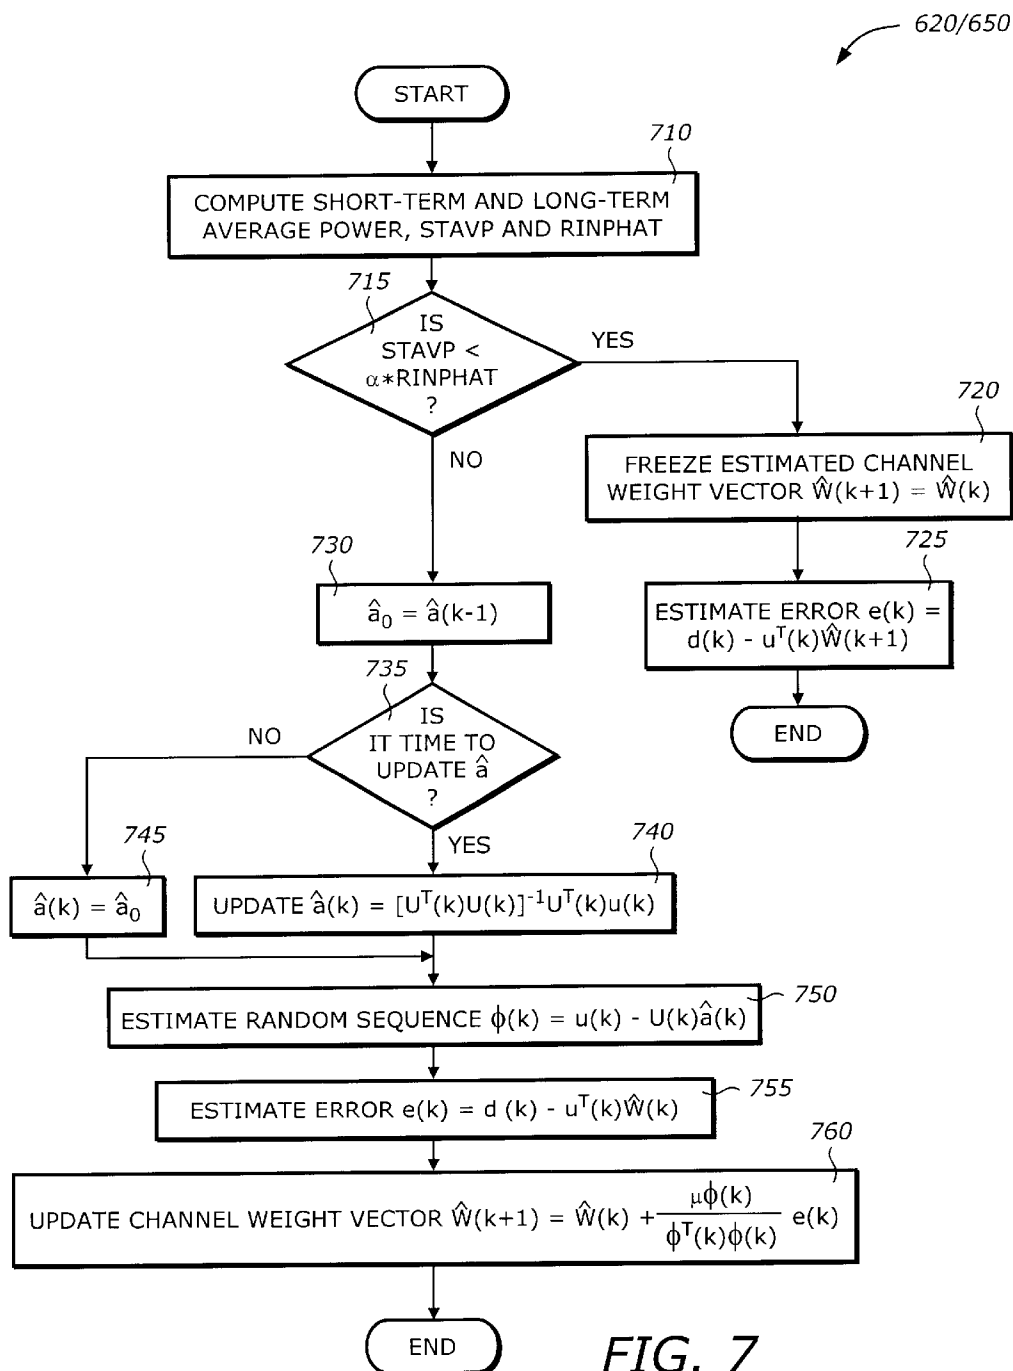 620/650
START
710
COMPUTE SHORT-TERM AND LONG-TERM
AVERAGE POWER, STAVP AND RINPHAT
715
IS
STAVP <
α*RINPHAT
?
YES
NO
720
FREEZE ESTIMATED CHANNEL
WEIGHT VECTOR Ŵ(k+1) = Ŵ(k)
725
ESTIMATE ERROR e(k) =
d(k) - uᵀ(k)Ŵ(k+1)
END
730
â₀ = â(k-1)
735
IS
IT TIME TO
UPDATE â
?
NO
YES
745
â(k) = â₀
740
UPDATE â(k) = [Uᵀ(k)U(k)]⁻¹Uᵀ(k)u(k)
750
ESTIMATE RANDOM SEQUENCE ϕ(k) = u(k) - U(k)â(k)
755
ESTIMATE ERROR e(k) = d (k) - uᵀ(k)Ŵ(k)
760
UPDATE CHANNEL WEIGHT VECTOR Ŵ(k+1) = Ŵ(k) + μϕ(k) / ϕᵀ(k)ϕ(k) e(k)
END
FIG. 7